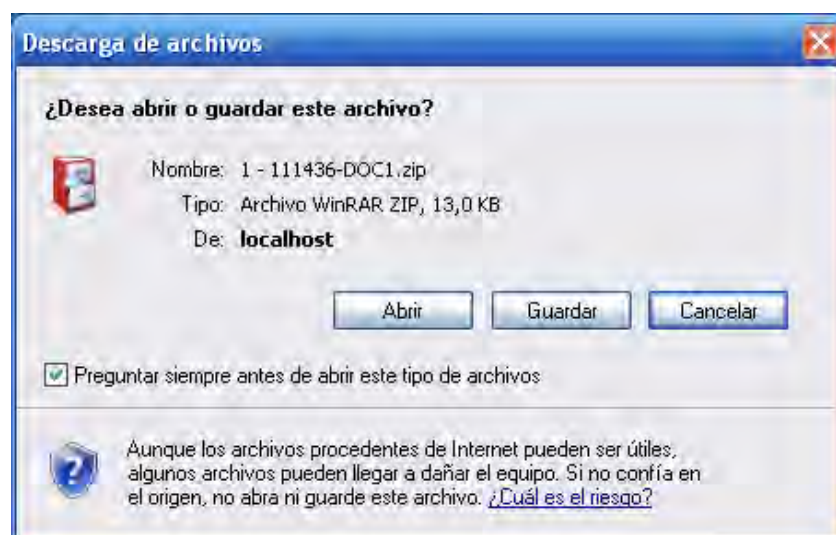 Descarga de archivos
¿Desea abrir o guardar este archivo?
Nombre: 1 - 111436-DOC1.zip
Tipo: Archivo WinRAR ZIP, 13,0 KB
De: localhost
Abrir Guardar Cancelar
Preguntar siempre antes de abrir este tipo de archivos
Aunque los archivos procedentes de Internet pueden ser útiles,
algunos archivos pueden llegar a dañar el equipo. Si no confía en
el origen, no abra ni guarde este archivo. ¿Cuál es el riesgo?